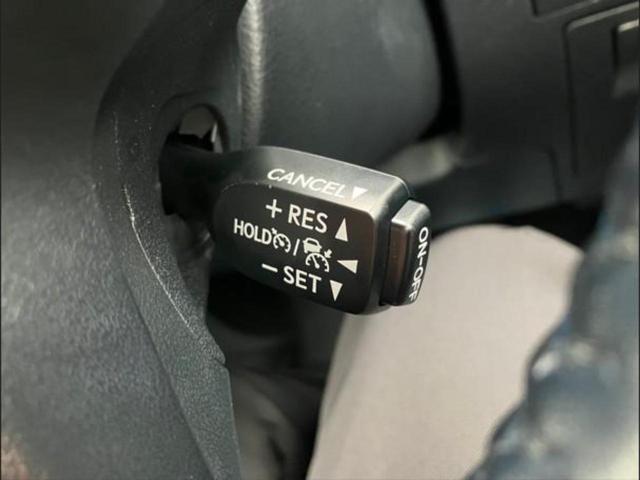 CANCEL ▼
+ RES ▲
HOLD / ◀
− SET ▼
ON-OFF